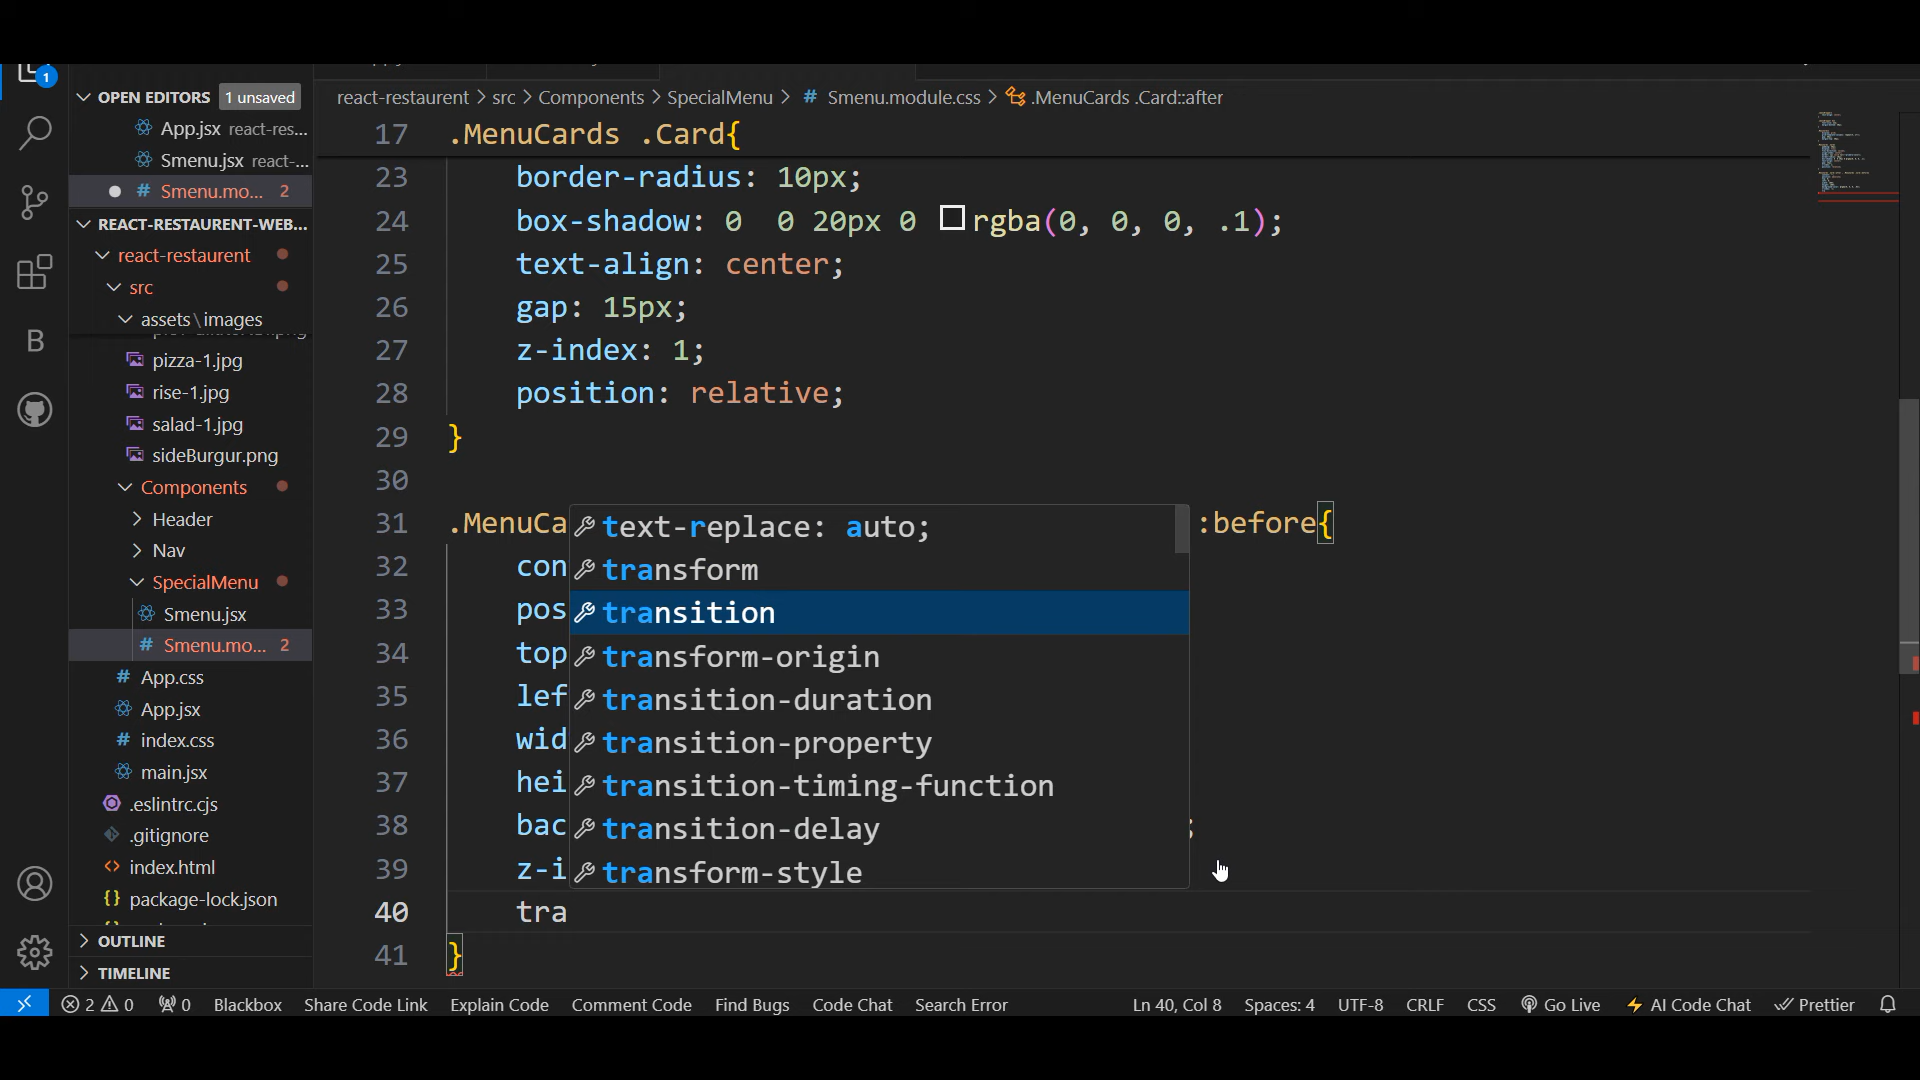 1
OPEN EDITORS 1 unsaved
App.jsx react-res...
Smenu.jsx react-...
# Smenu.mo... 2
REACT-RESTAURENT-WEB...
react-restaurent
src
assets\images
pizza-1.jpg
rise-1.jpg
salad-1.jpg
sideBurgur.png
Components
Header
Nav
SpecialMenu
Smenu.jsx
# Smenu.mo... 2
# App.css
App.jsx
# index.css
main.jsx
.eslintrc.cjs
.gitignore
<> index.html
{} package-lock.json
OUTLINE
TIMELINE
B
react-restaurent > src > Components > SpecialMenu > # Smenu.module.css > .MenuCards .Card::after
17 .MenuCards .Card{
23 border-radius: 10px;
24 box-shadow: 0 0 20px 0 rgba(0, 0, 0, .1);
25 text-align: center;
26 gap: 15px;
27 z-index: 1;
28 position: relative;
29 }
30
31 .MenuCa :before{
32 con
33 pos
34 top
35 lef
36 wid
37 hei
38 bac ;
39 z-i
40 tra
41 }
text-replace: auto;
transform
transition
transform-origin
transition-duration
transition-property
transition-timing-function
transition-delay
transform-style
2 0 0 Blackbox Share Code Link Explain Code Comment Code Find Bugs Code Chat Search Error Ln 40, Col 8 Spaces: 4 UTF-8 CRLF CSS Go Live AI Code Chat Prettier